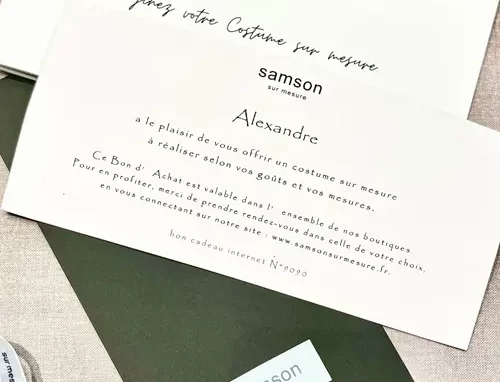 votre Costume sur mesure
samson
sur mesure
Alexandre
a le plaisir de vous offrir un costume sur mesure
à réaliser selon vos goûts et vos mesures.
Ce Bon d' Achat est valable dans l' ensemble de nos boutiques
Pour en profiter, merci de prendre rendez-vous dans celle de votre choix,
en vous connectant sur notre site : www.samsonsurmesure.fr.
bon cadeau internet N°9090
sur mes